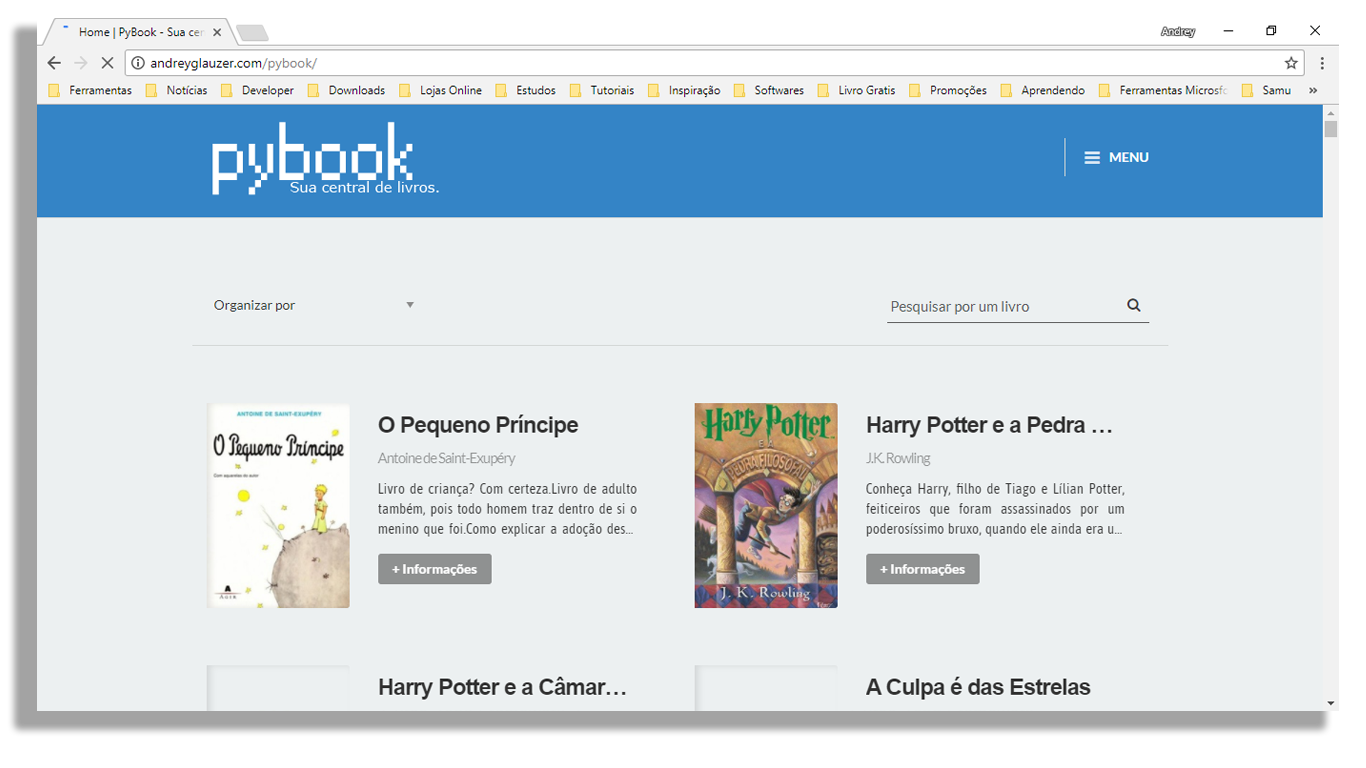 Home | PyBook - Sua cer
Andrey
andreyglauzer.com/pybook/
Ferramentas Notícias Developer Downloads Lojas Online Estudos Tutoriais Inspiração Softwares Livro Gratis Promoções Aprendendo Ferramentas Microsfo Samu »
pybook
Sua central de livros.
MENU
Organizar por
Pesquisar por um livro
ANTOINE DE SAINT-EXUPÉRY
O Pequeno Príncipe
Com aquarelas do autor
AGIR
O Pequeno Príncipe
Antoine de Saint-Exupéry
Livro de criança? Com certeza.Livro de adulto
também, pois todo homem traz dentro de si o
menino que foi.Como explicar a adoção des...
+ Informações
Harry Potter
E A
PEDRA FILOSOFAL
J. K. Rowling
Harry Potter e a Pedra ...
J.K. Rowling
Conheça Harry, filho de Tiago e Lílian Potter,
feiticeiros que foram assassinados por um
poderosíssimo bruxo, quando ele ainda era u...
+ Informações
Harry Potter e a Câmar...
A Culpa é das Estrelas